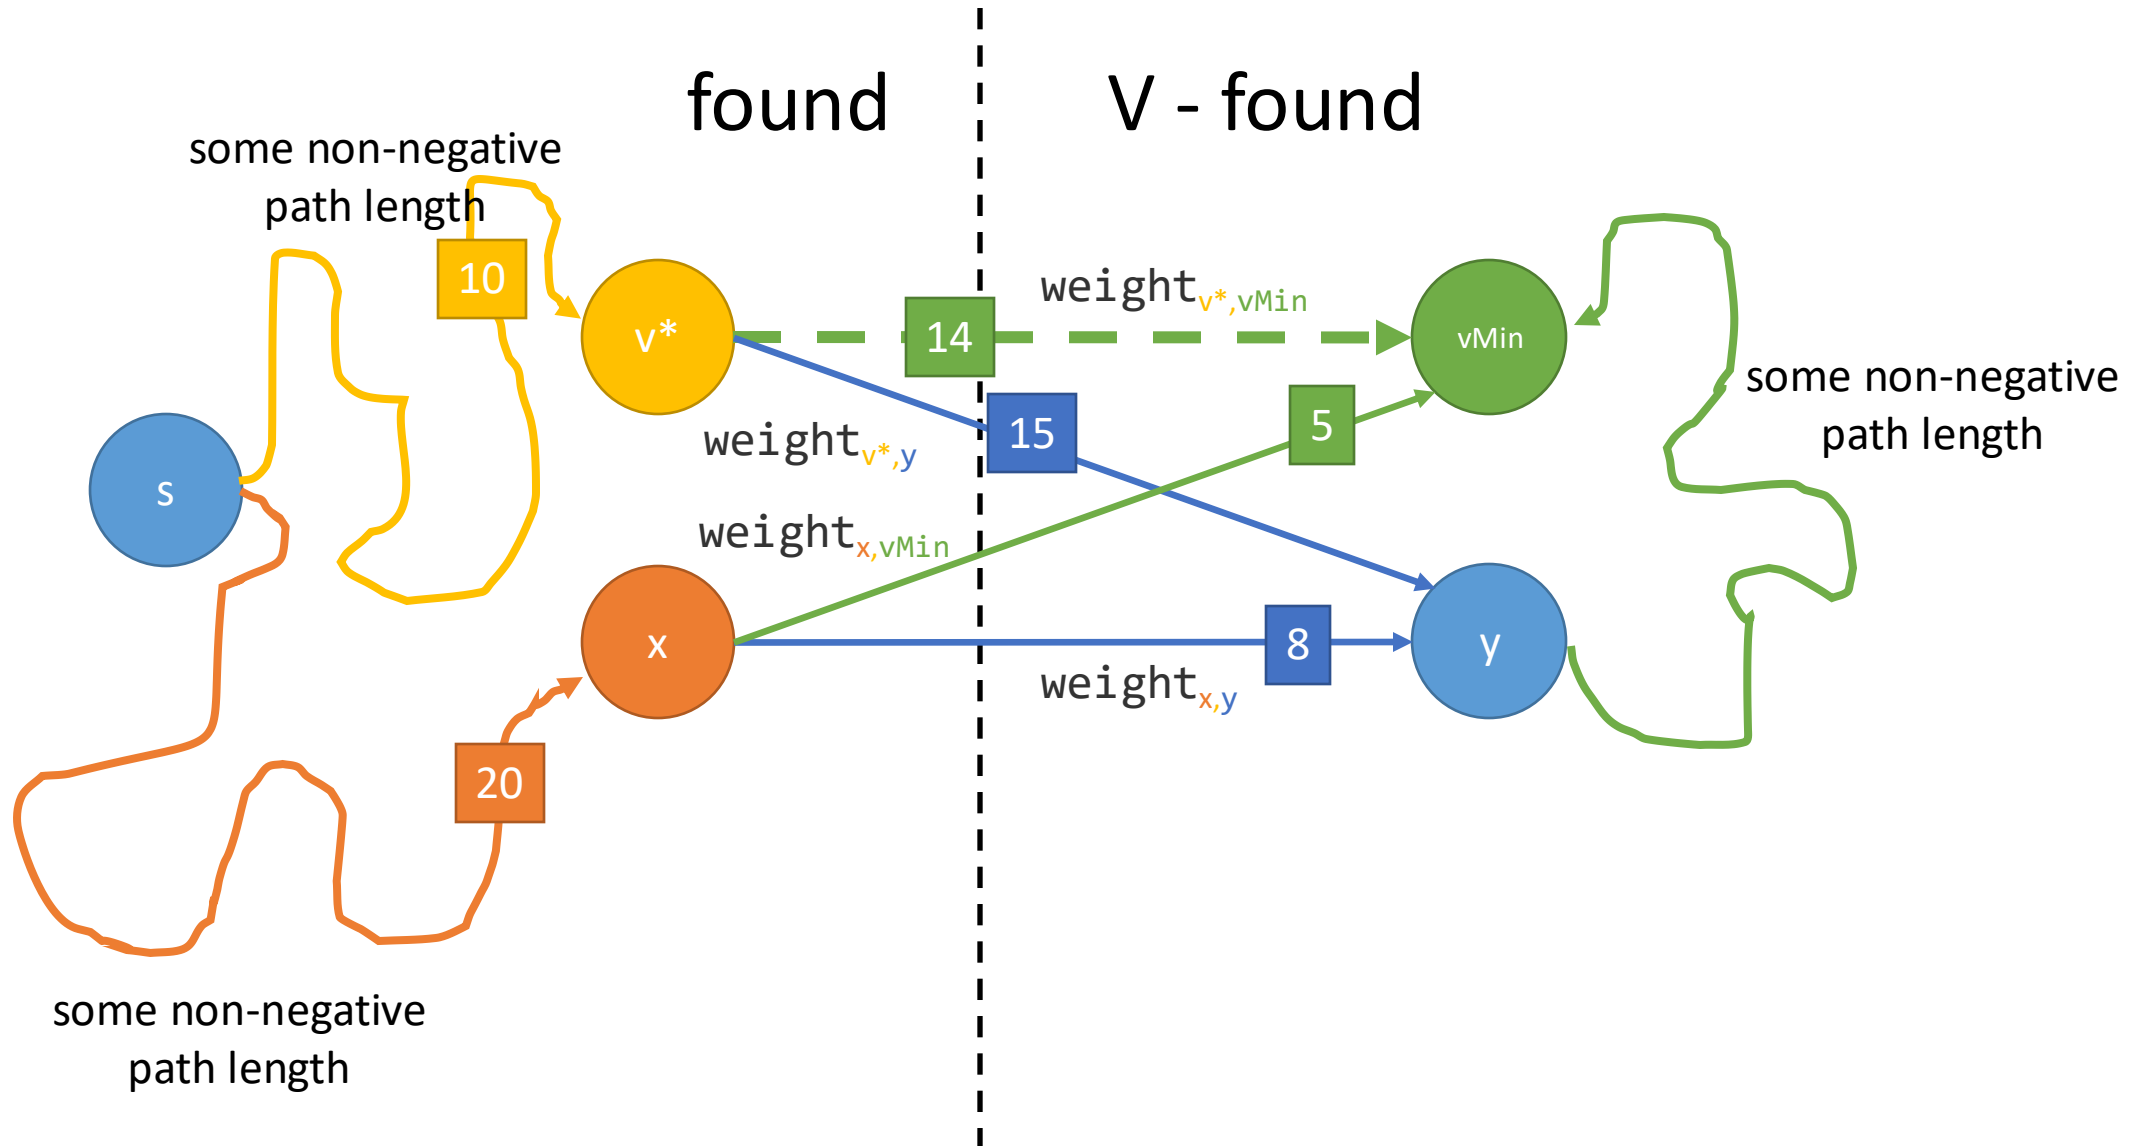 found
V - found
some non-negative
path length
10
v*
14
weightv*,vMin
vMin
some non-negative
path length
15
5
weightv*,y
s
weightx,vMin
x
8
y
weightx,y
20
some non-negative
path length